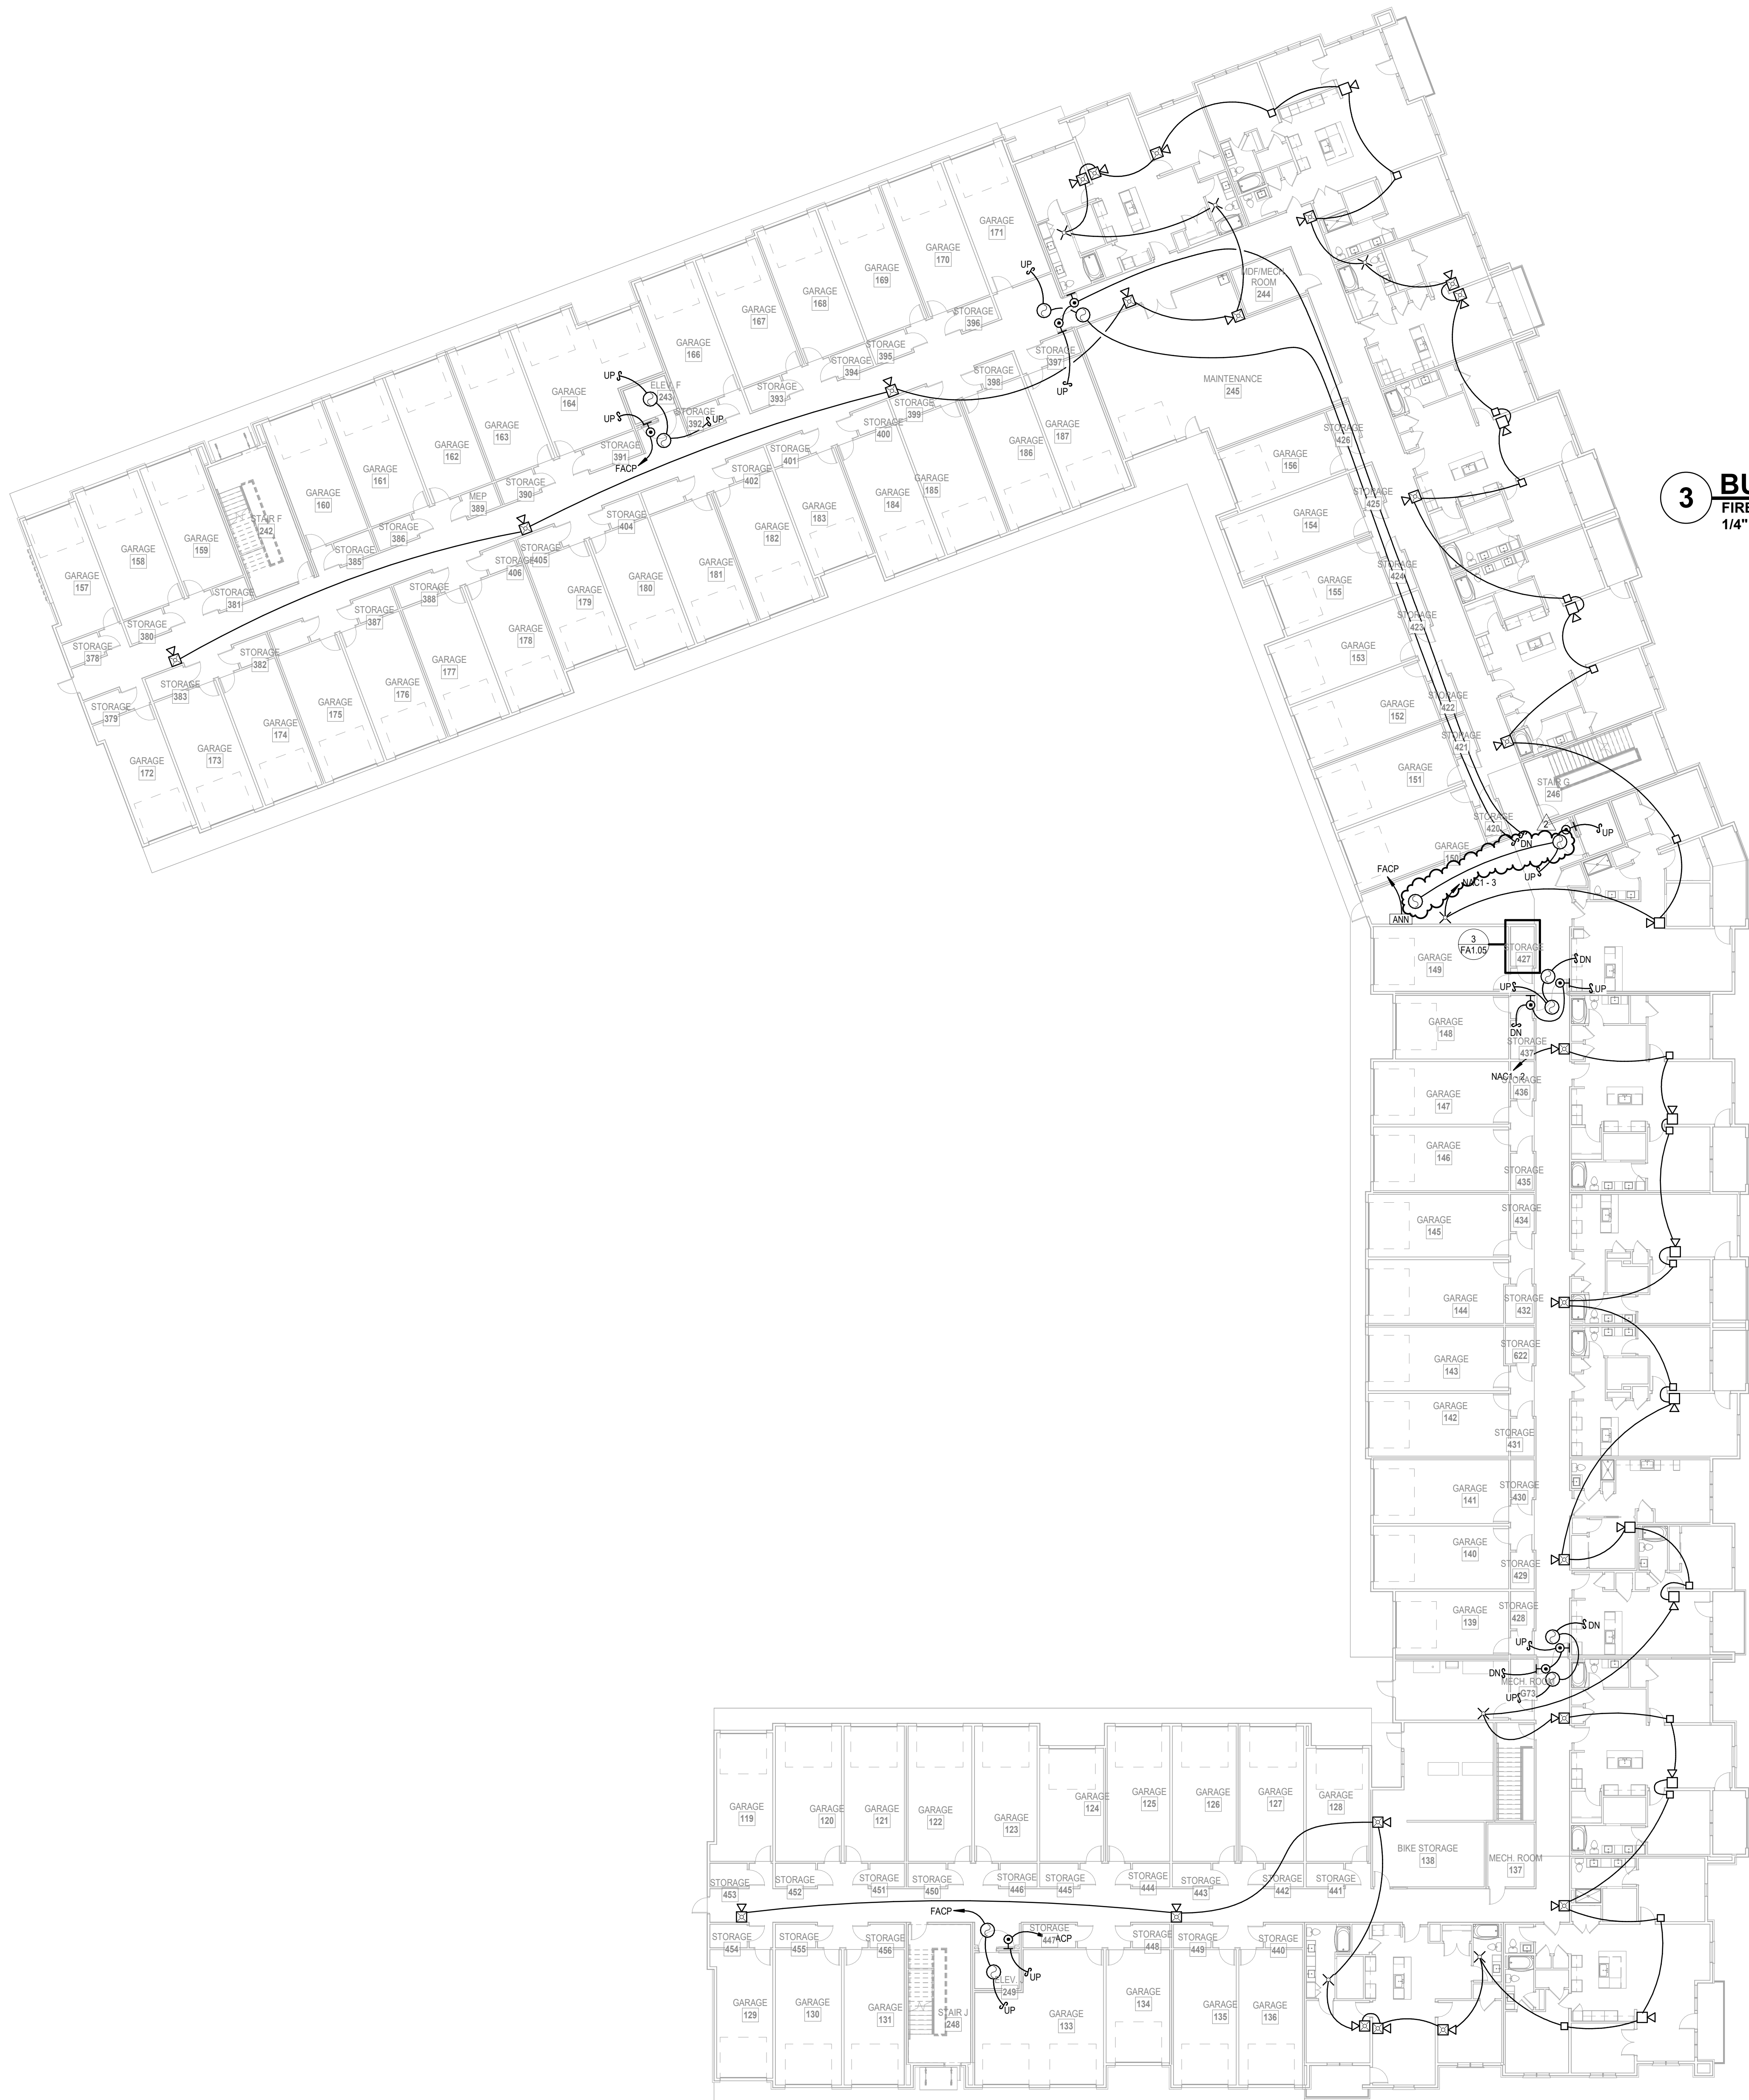 GARAGE
171
GARAGE
170
GARAGE
169
GARAGE
168
GARAGE
167
GARAGE
166
UP
MDF/MECH
ROOM
244
STORAGE
396
STORAGE
395
STORAGE
394
STORAGE
393
STORAGE
397
STORAGE
398
UP
MAINTENANCE
245
UP
ELEV. F
243
UP
STORAGE
392
UP
STORAGE
391
FACP
GARAGE
164
GARAGE
163
GARAGE
162
GARAGE
161
GARAGE
160
STORAGE
399
STORAGE
400
STORAGE
401
STORAGE
402
STORAGE
404
STORAGE
390
MEP
389
STORAGE
386
STORAGE
385
STAIR F
242
GARAGE
159
GARAGE
158
GARAGE
157
STORAGE
381
STORAGE
380
STORAGE
378
STORAGE
379
STORAGE
383
STORAGE
382
STORAGE
387
STORAGE
388
STORAGE
406
STORAGE
405
GARAGE
187
GARAGE
186
GARAGE
185
GARAGE
184
GARAGE
183
GARAGE
182
GARAGE
181
GARAGE
180
GARAGE
179
GARAGE
178
GARAGE
177
GARAGE
176
GARAGE
175
GARAGE
174
GARAGE
173
GARAGE
172
3
BU
FIRE
1/4"
STORAGE
426
GARAGE
156
STORAGE
425
GARAGE
154
STORAGE
424
GARAGE
155
STORAGE
423
GARAGE
153
STORAGE
422
GARAGE
152
STORAGE
421
GARAGE
151
STAIR G
246
STORAGE
420
2
UP
DN
GARAGE
150
FACP
UP
NAC1 - 3
ANN
3
FA1.05
STORAGE
427
GARAGE
149
DN
UP
UP
DN
GARAGE
148
STORAGE
437
NAC1 - 2
STORAGE
436
GARAGE
147
GARAGE
146
STORAGE
435
GARAGE
145
STORAGE
434
GARAGE
144
STORAGE
432
GARAGE
143
STORAGE
622
GARAGE
142
STORAGE
431
GARAGE
141
STORAGE
430
GARAGE
140
STORAGE
429
GARAGE
139
STORAGE
428
DN
UP
DN
MECH. ROOM
G73
UP
GARAGE
119
GARAGE
120
GARAGE
121
GARAGE
122
GARAGE
123
GARAGE
124
GARAGE
125
GARAGE
126
GARAGE
127
GARAGE
128
BIKE STORAGE
138
MECH. ROOM
137
STORAGE
453
STORAGE
452
STORAGE
451
STORAGE
450
STORAGE
446
STORAGE
445
STORAGE
444
STORAGE
443
STORAGE
442
STORAGE
441
FACP
STORAGE
454
STORAGE
455
STORAGE
456
STORAGE
447
ACP
STORAGE
448
STORAGE
449
STORAGE
440
UP
ELEV.
249
UP
GARAGE
129
GARAGE
130
GARAGE
131
STAIR J
248
GARAGE
133
GARAGE
134
GARAGE
135
GARAGE
136